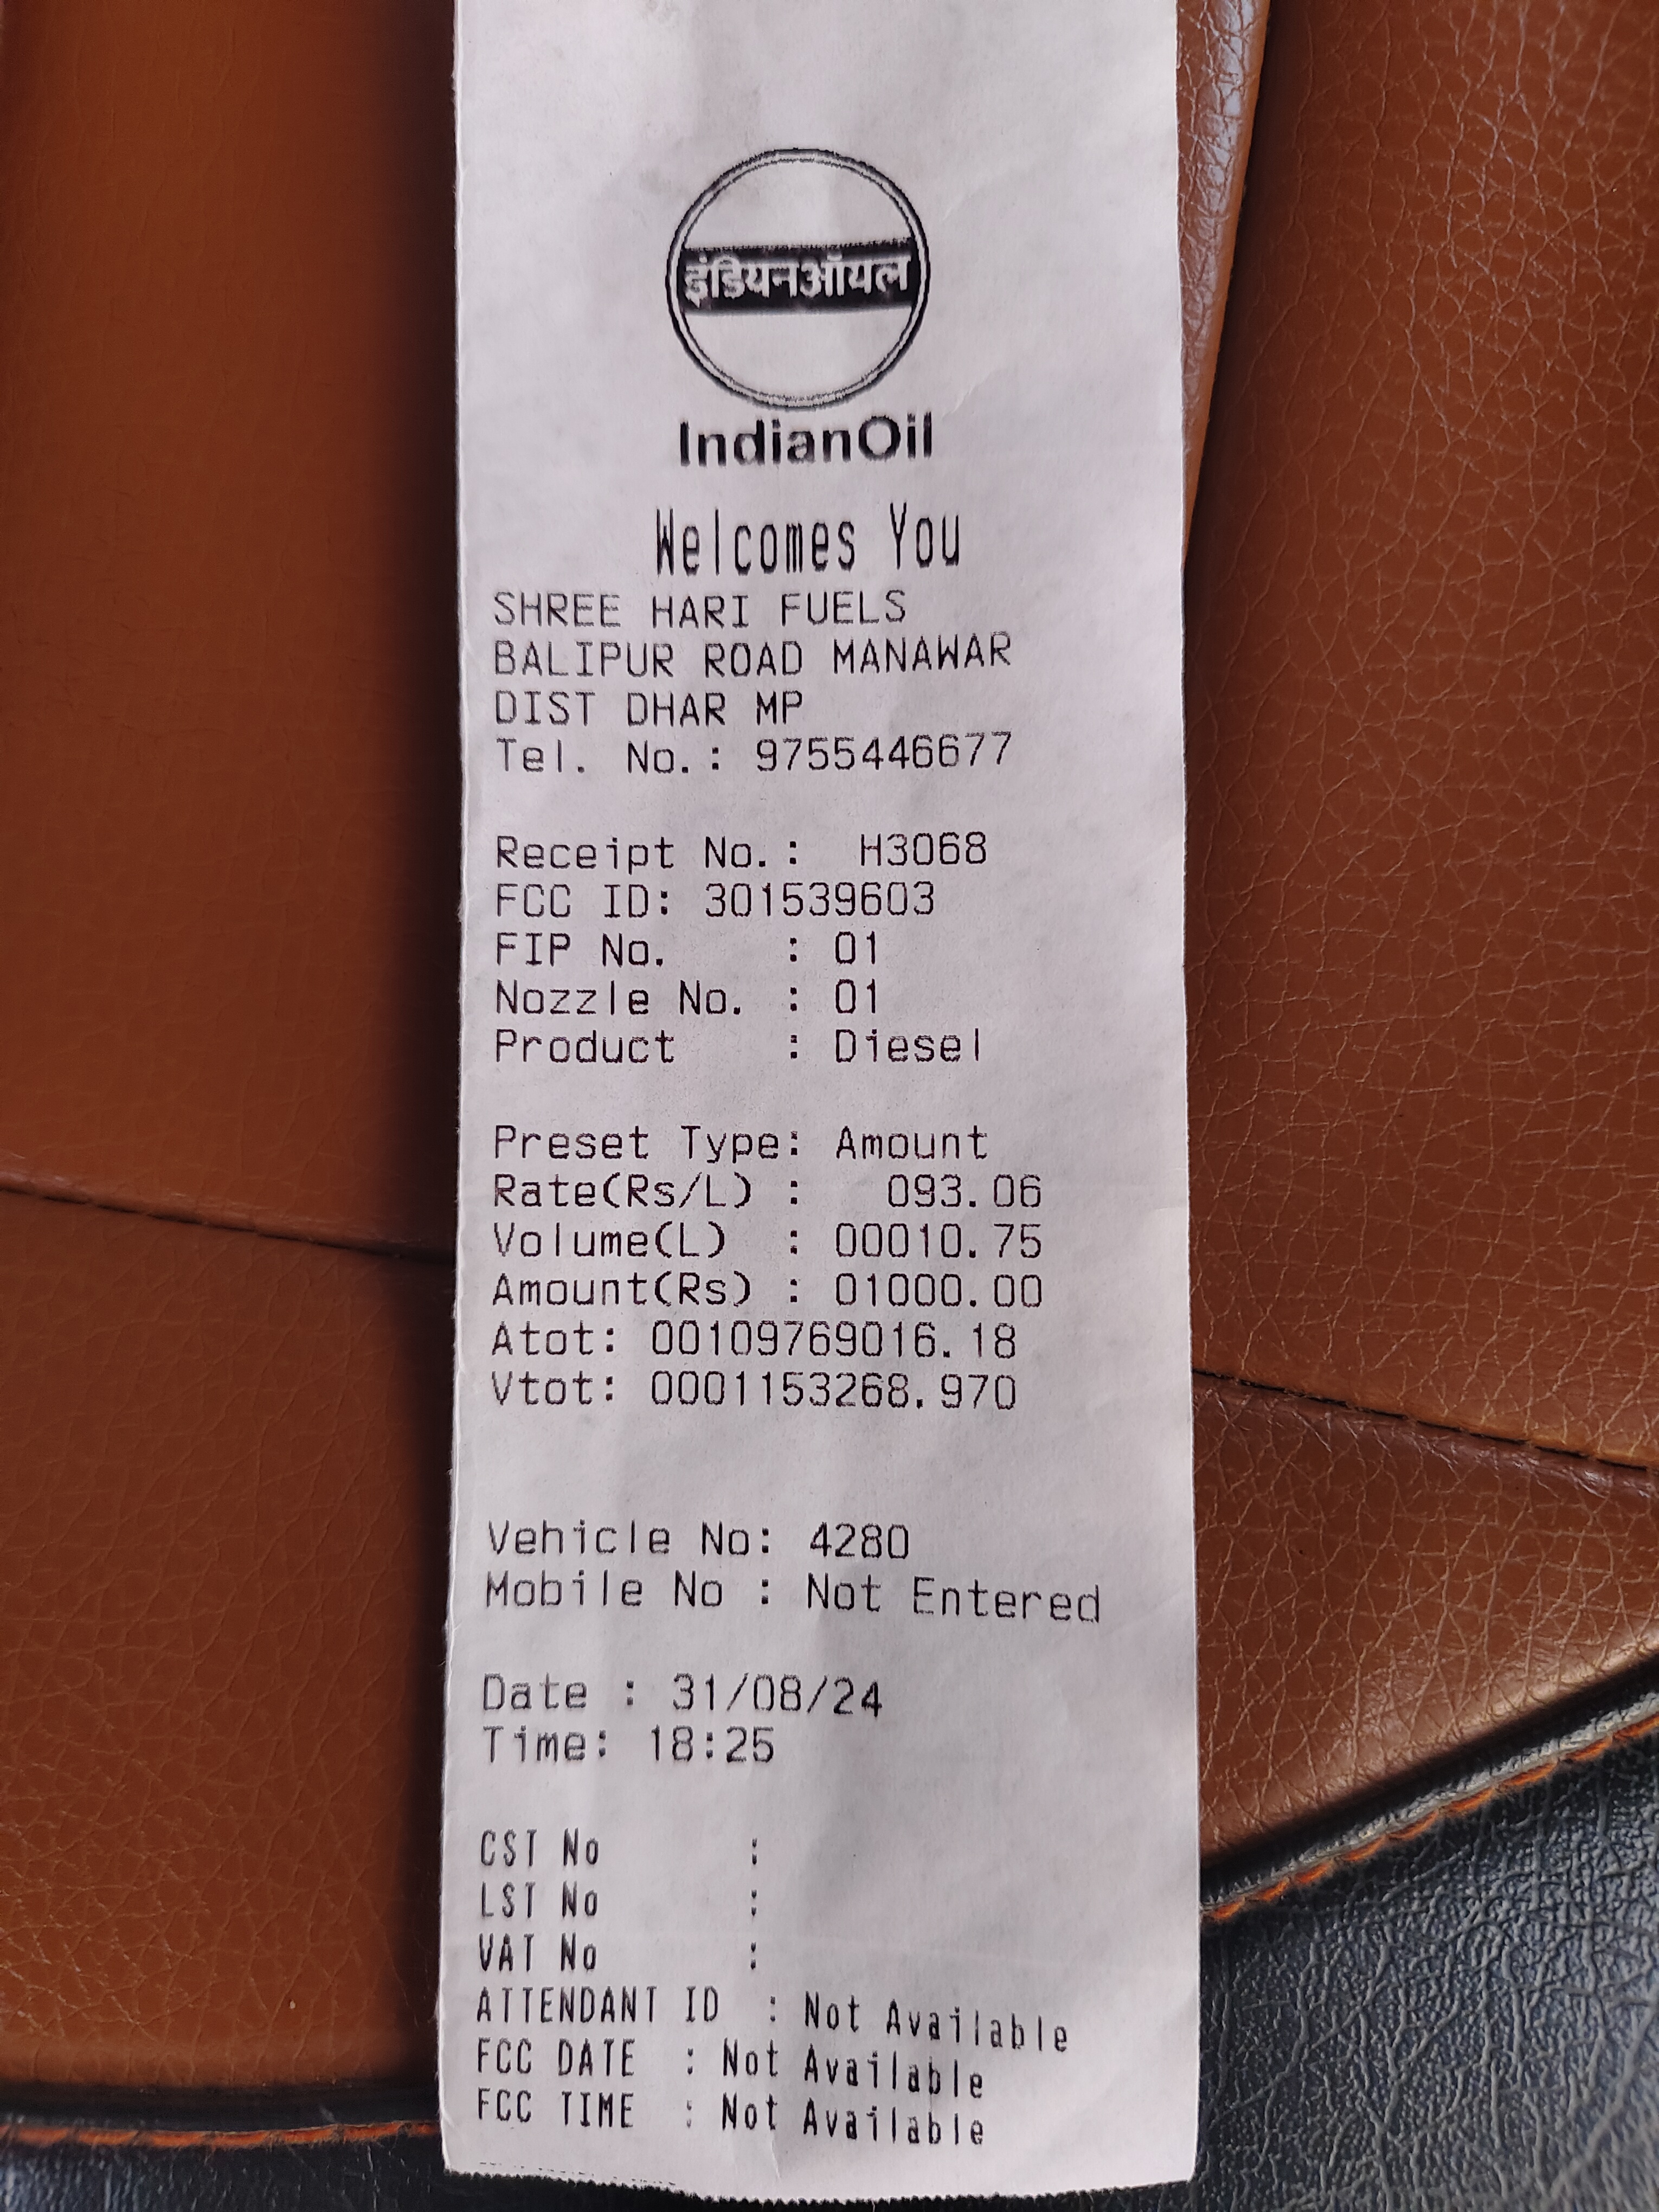 इंडियनऑयल
IndianOil
Welcomes You
SHREE HARI FUELS
BALIPUR ROAD MANAWAR
DIST DHAR MP
Tel. No.: 9755446677
Receipt No.: H3068
FCC ID: 301539603
FIP No. : 01
Nozzle No. : 01
Product : Diesel
Preset Type: Amount
Rate(Rs/L) : 093.06
Volume(L) : 00010.75
Amount(Rs) : 01000.00
Atot: 00109769016.18
Vtot: 0001153268.970
Vehicle No: 4280
Mobile No : Not Entered
Date : 31/08/24
Time: 18:25
CST No :
LST No :
VAT No :
ATTENDANT ID : Not Available
FCC DATE : Not Available
FCC TIME : Not Available